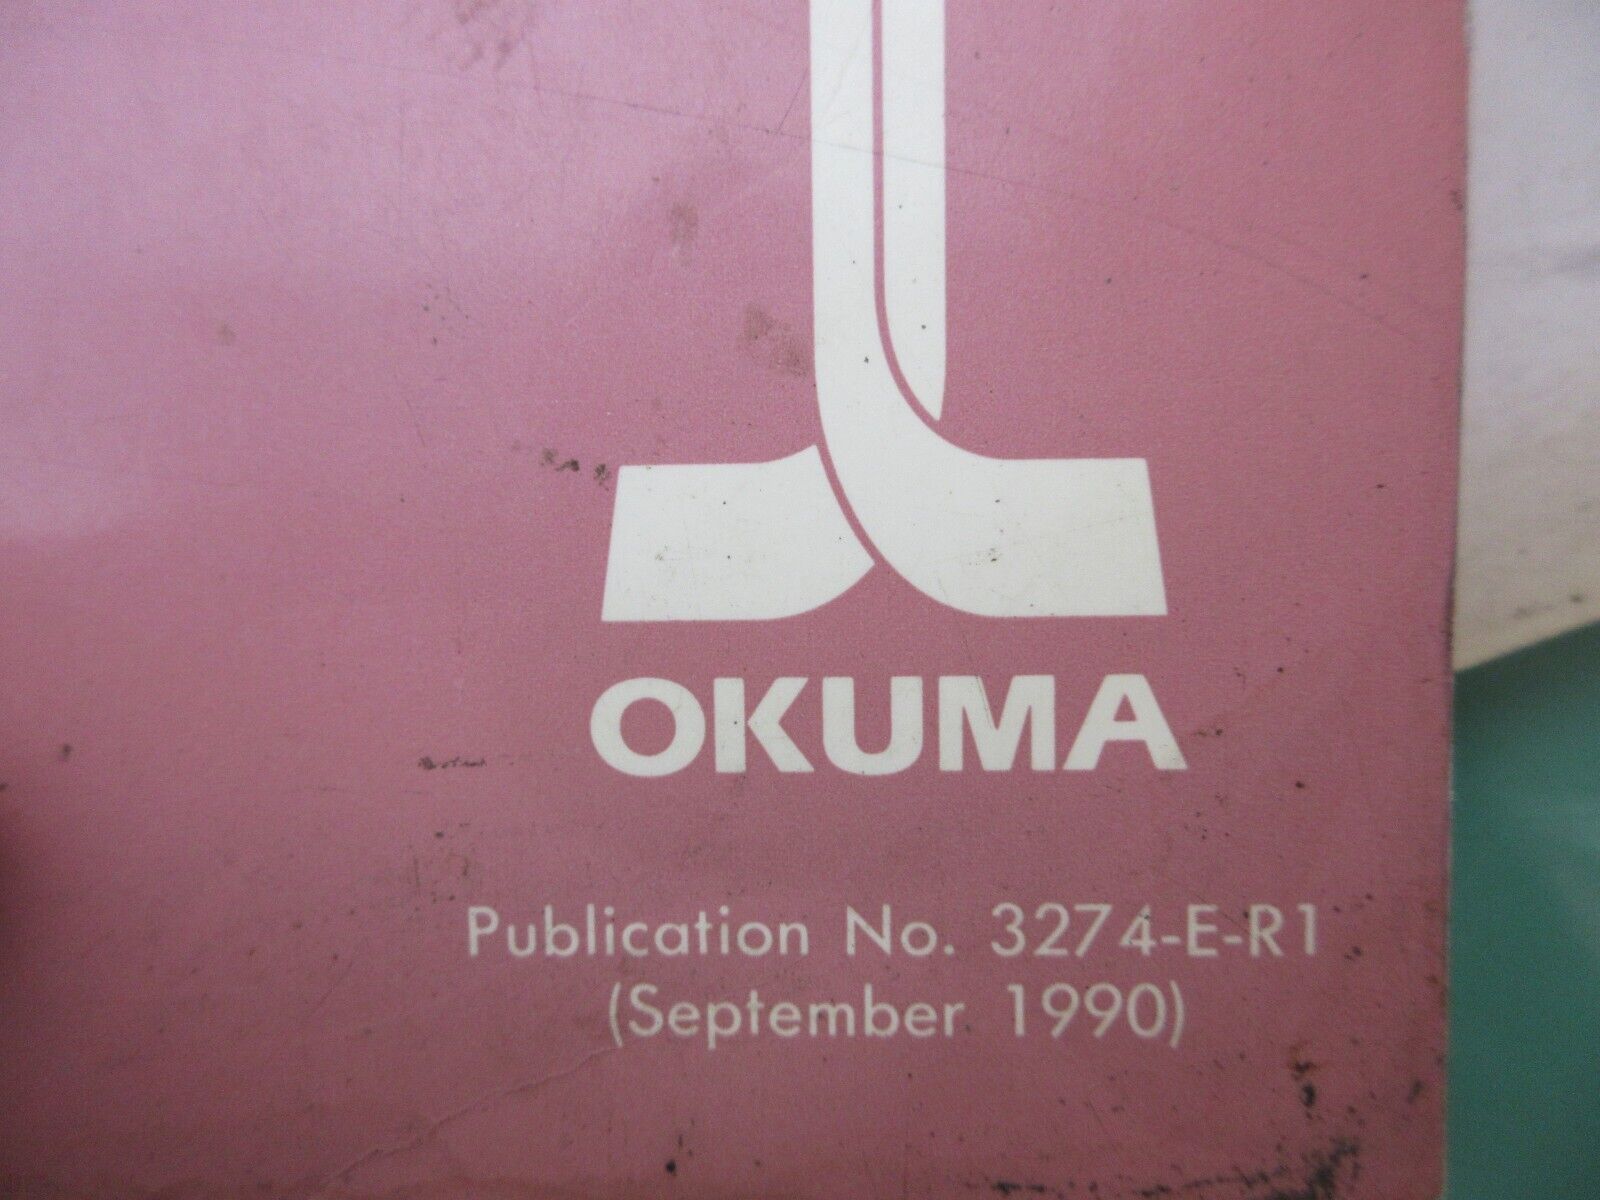 OKUMA
Publication No. 3274-E-R1
(September 1990)